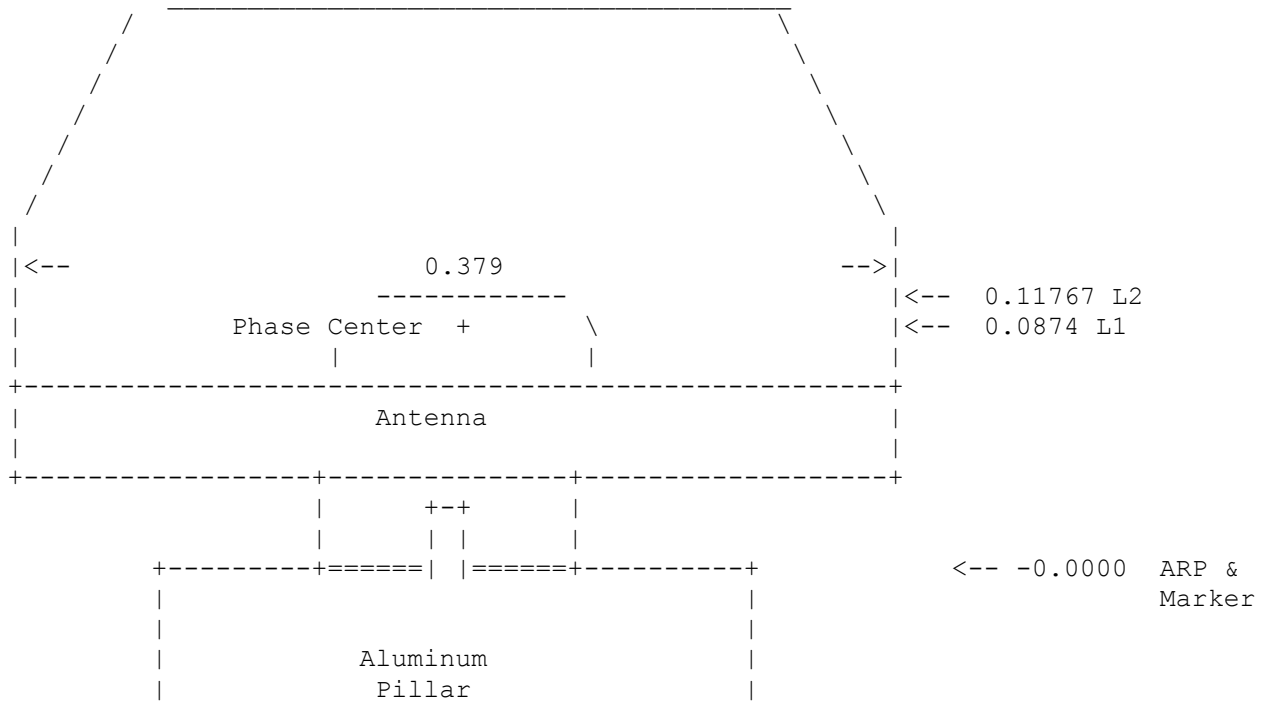 0.379
0.11767 L2
Phase Center
0.0874 L1
Antenna
-0.0000 ARP &
Marker
Aluminum
Pillar